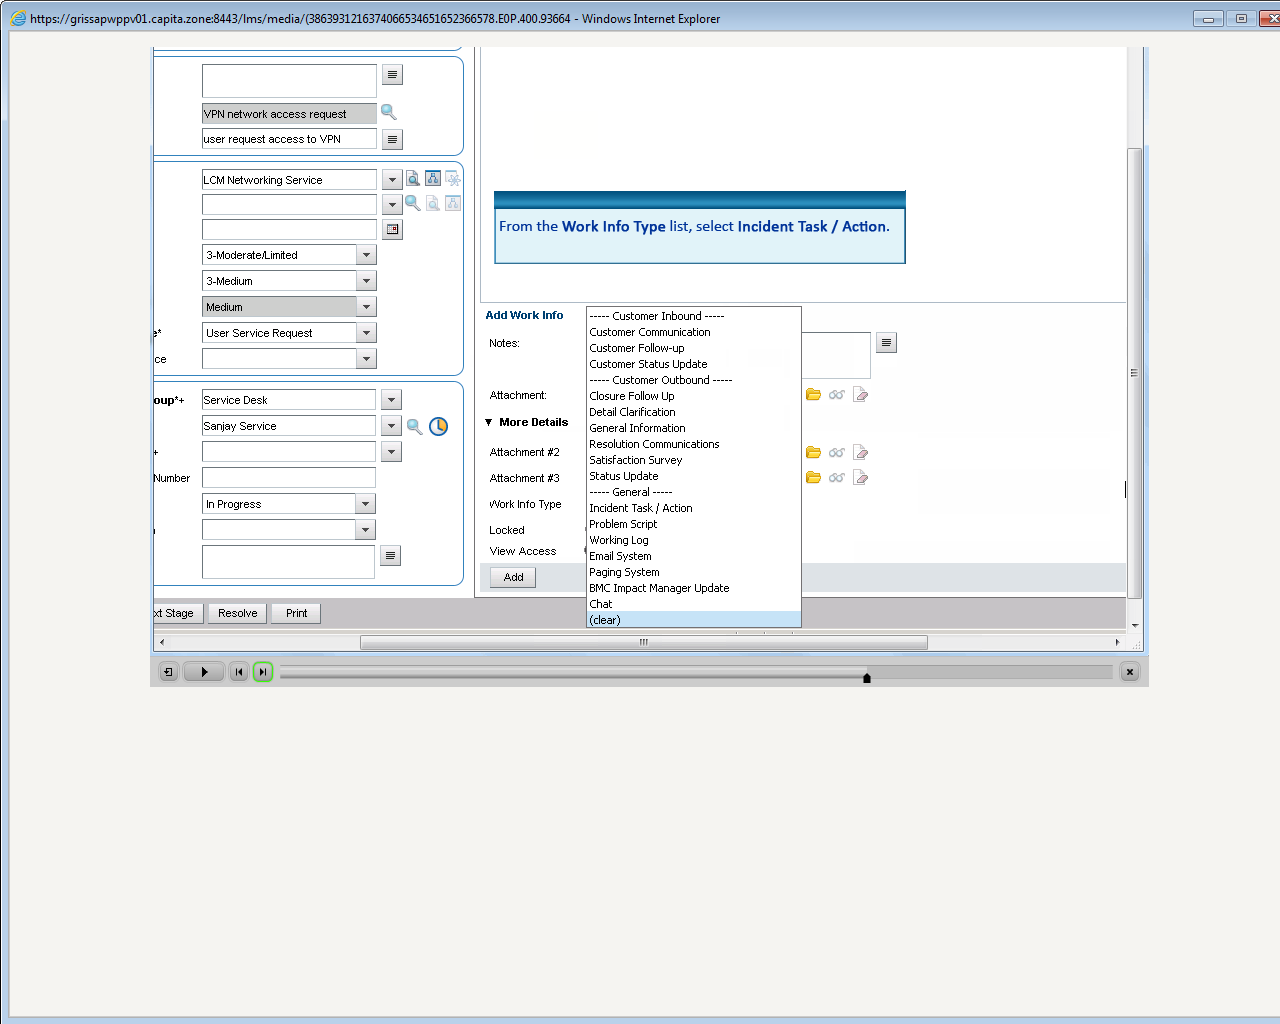 https://grissapwppv01.capita.zone:8443/lms/media/(3863931216374066534651652366578.E0P.400.93664 - Windows Internet Explorer
VPN network access request
user request access to VPN
LCM Networking Service
3-Moderate/Limited
3-Medium
Medium
e*
User Service Request
ce
oup*+
Service Desk
Sanjay Service
+
Number
In Progress
xt Stage
Resolve
Print
From the Work Info Type list, select Incident Task / Action.
Add Work Info
Notes:
Attachment:
▼ More Details
Attachment #2
Attachment #3
Work Info Type
Locked
View Access
Add
----- Customer Inbound -----
Customer Communication
Customer Follow-up
Customer Status Update
----- Customer Outbound -----
Closure Follow Up
Detail Clarification
General Information
Resolution Communications
Satisfaction Survey
Status Update
----- General -----
Incident Task / Action
Problem Script
Working Log
Email System
Paging System
BMC Impact Manager Update
Chat
(clear)